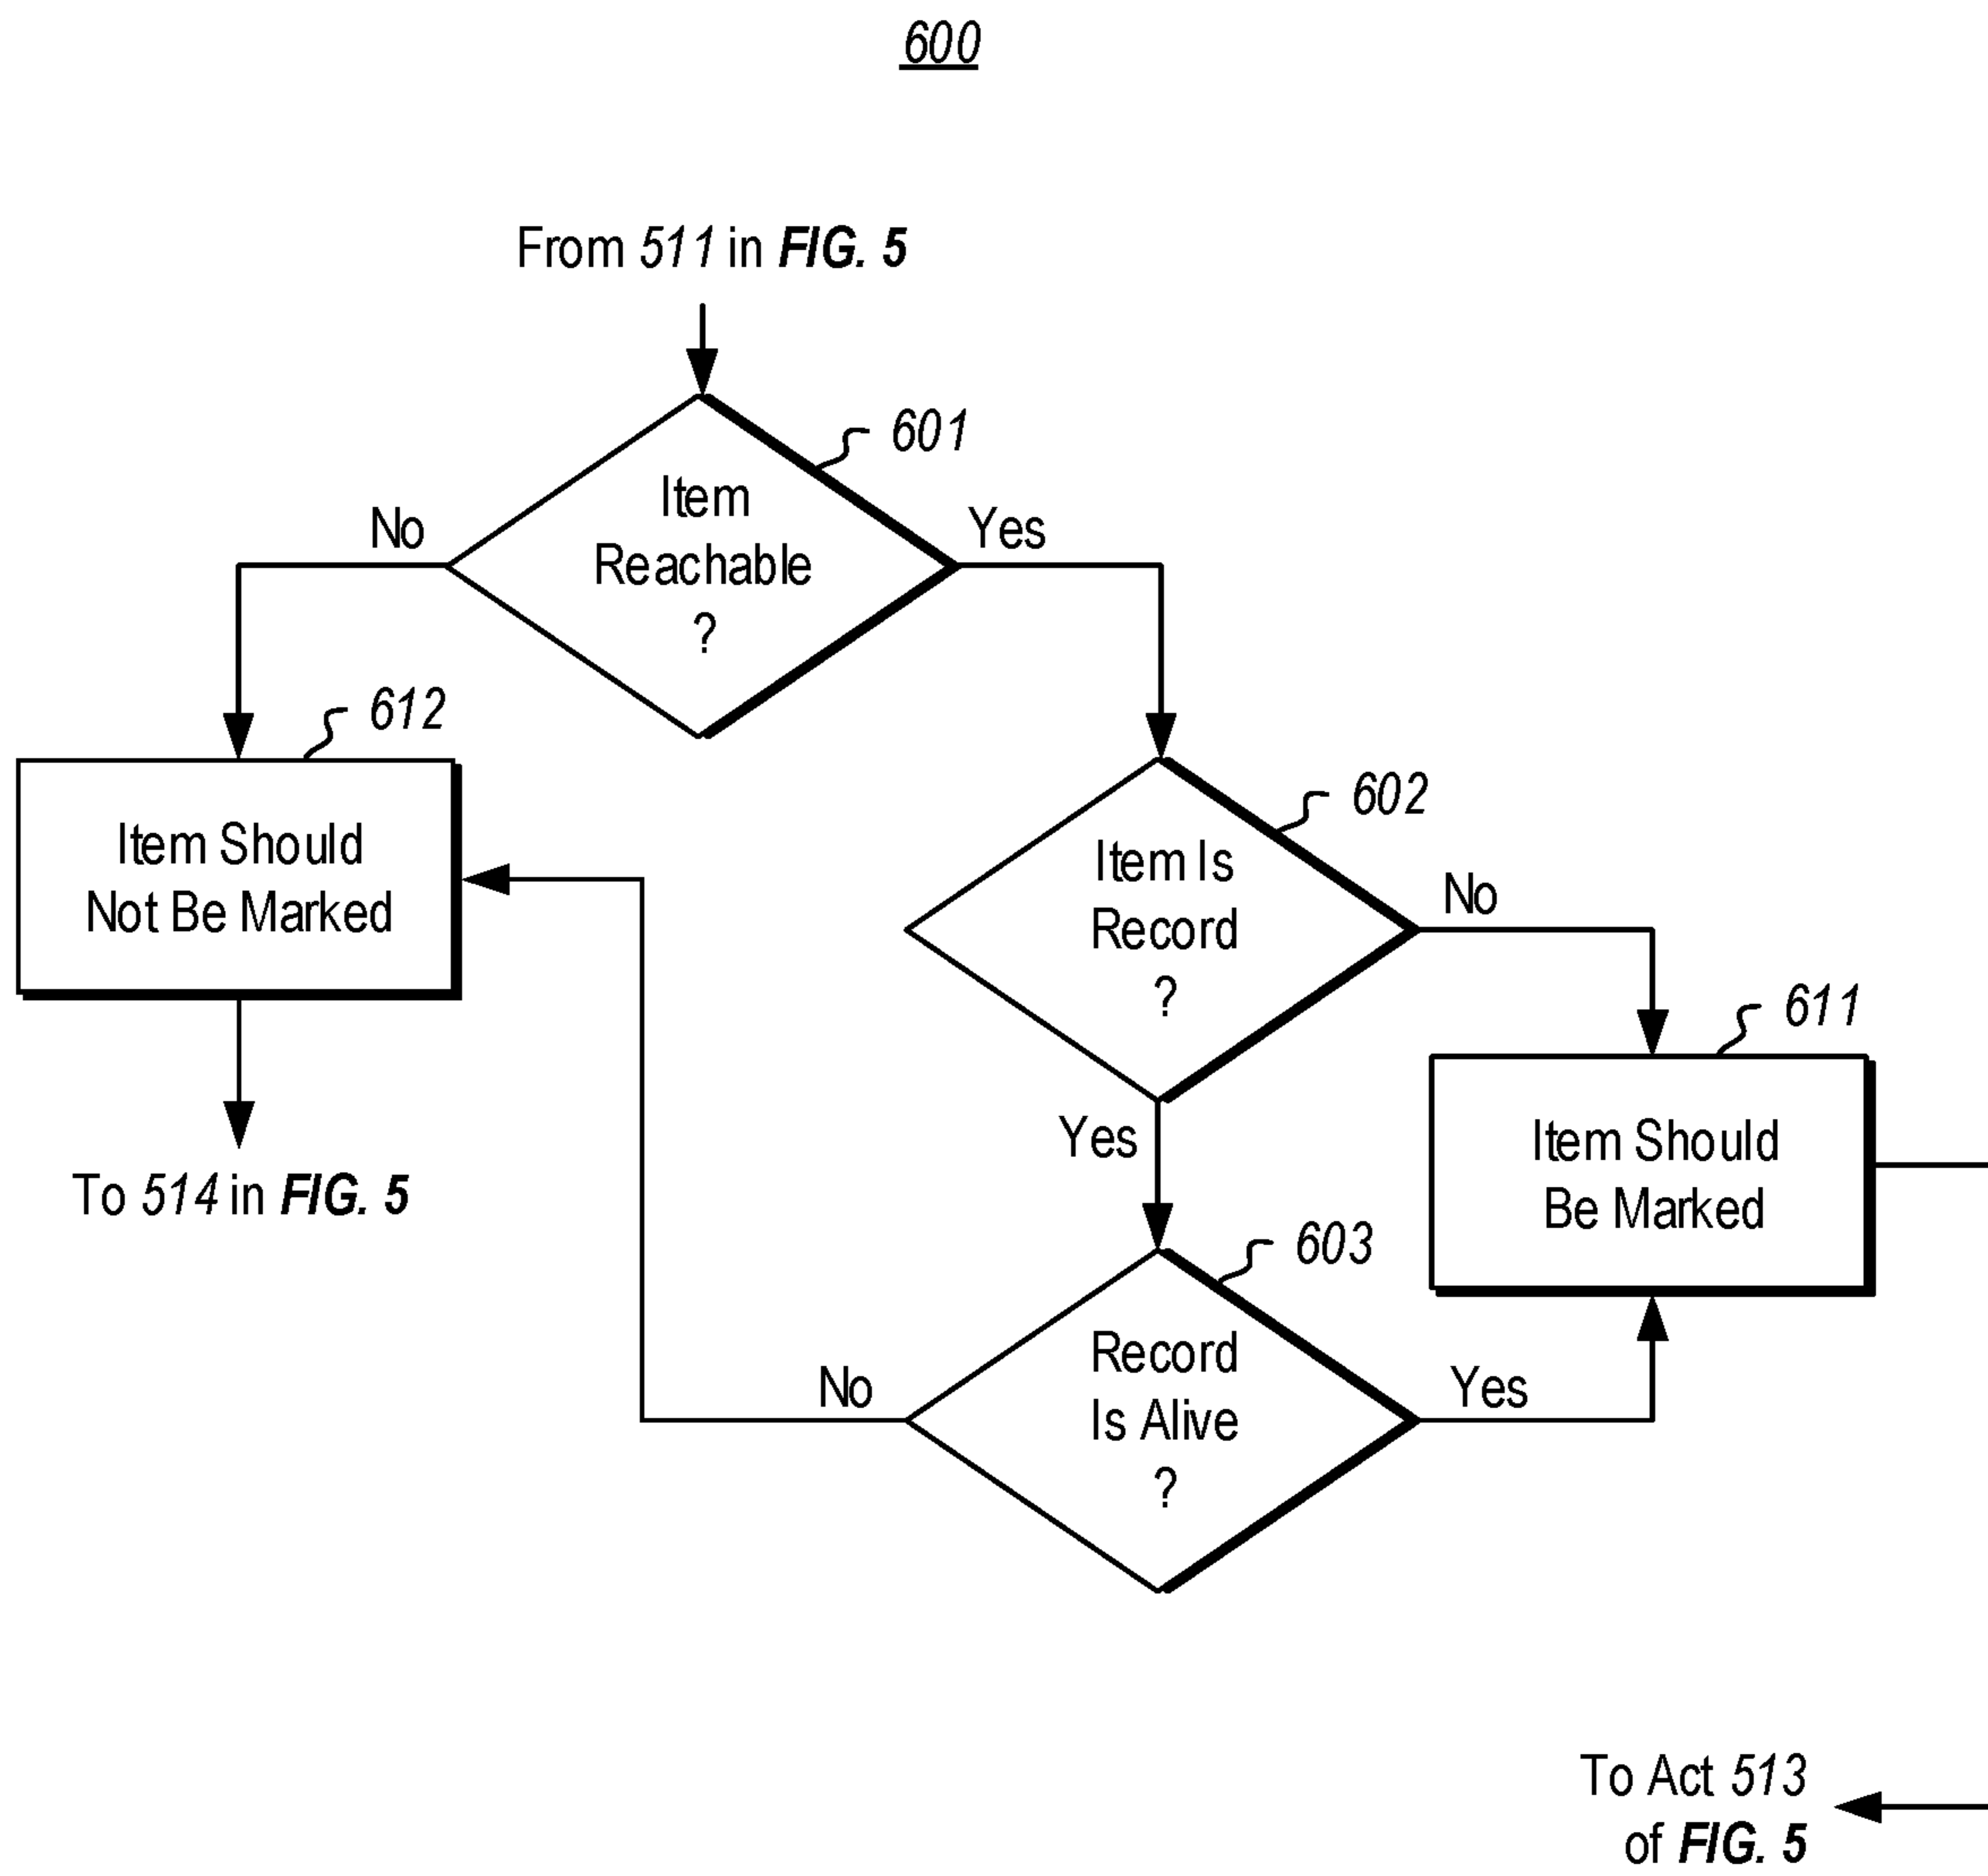 600
From 511 in FIG. 5
601
Item
Reachable
?
No
Yes
612
Item Should
Not Be Marked
To 514 in FIG. 5
602
Item Is
Record
?
No
Yes
611
Item Should
Be Marked
603
Record
Is Alive
?
No
Yes
To Act 513
of FIG. 5